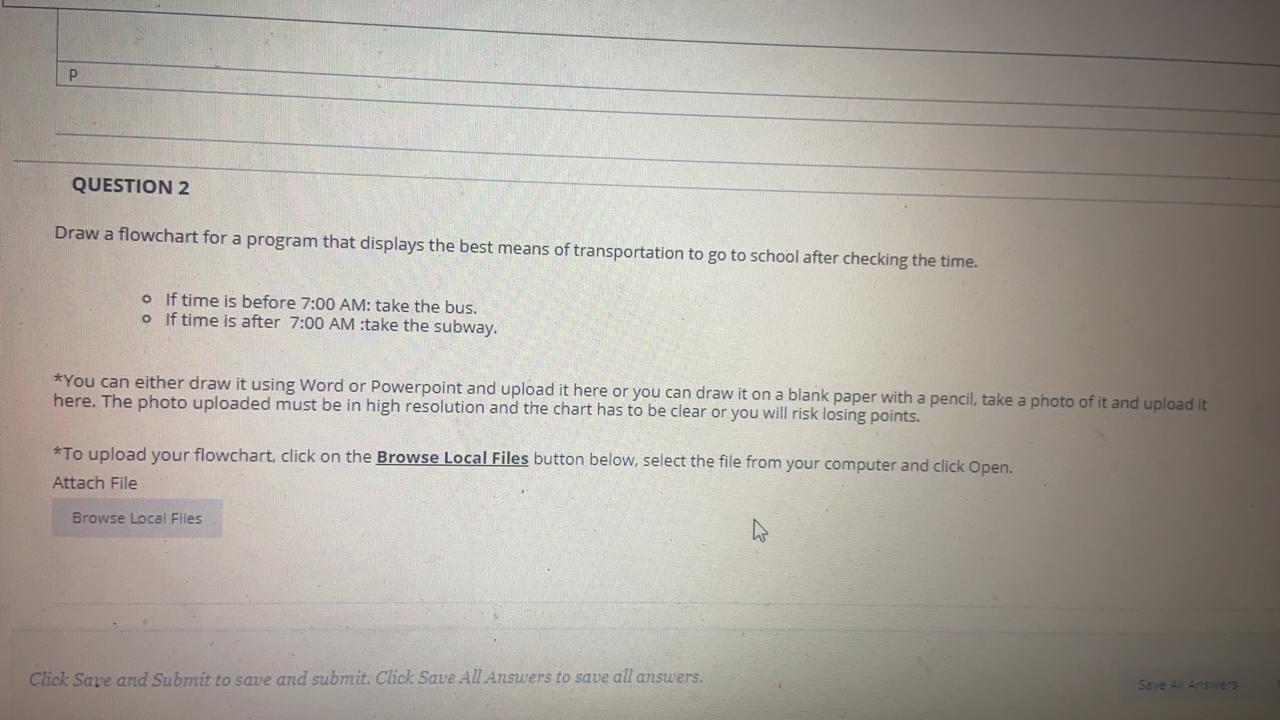 P
QUESTION 2
Draw a flowchart for a program that displays the best means of transportation to go to school after checking the time.
If time is before 7:00 AM: take the bus.
If time is after 7:00 AM :take the subway.
*You can either draw it using Word or Powerpoint and upload it here or you can draw it on a blank paper with a pencil, take a photo of it and upload it
here. The photo uploaded must be in high resolution and the chart has to be clear or you will risk losing points.
*To upload your flowchart, click on the Browse Local Files button below, select the file from your computer and click Open.
Attach File
Browse Local Files
Click Save and Submit to save and submit. Click Save All Answers to save all answers.
Save All Answers